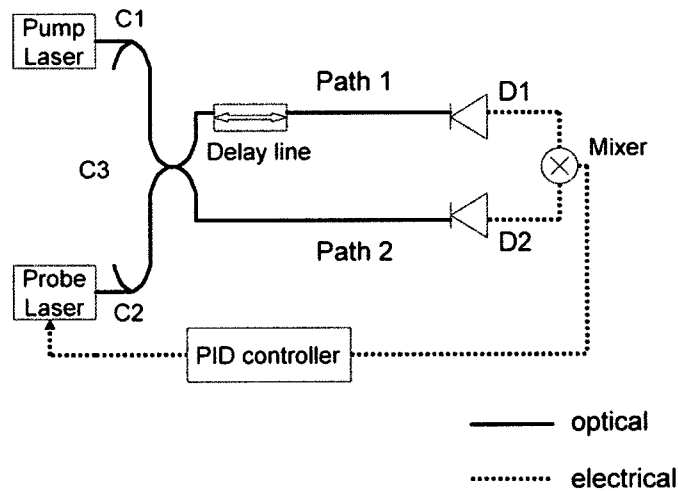 Pump
Laser
C1
Path 1
D1
Delay line
Mixer
C3
Path 2
D2
Probe
Laser
C2
PID controller
optical
electrical